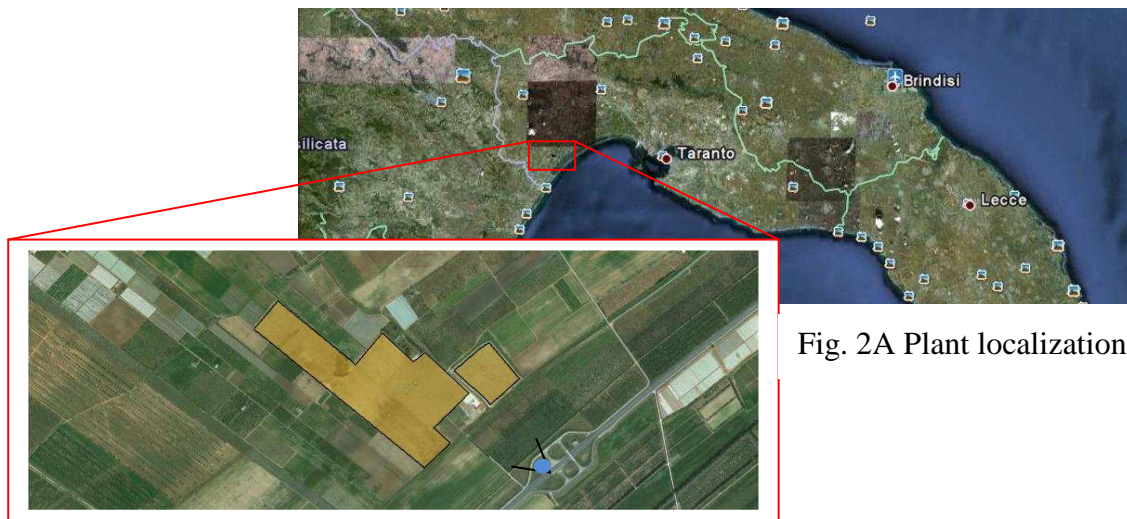 Brindisi
silicata
Taranto
Lecce
Fig. 2A Plant localization